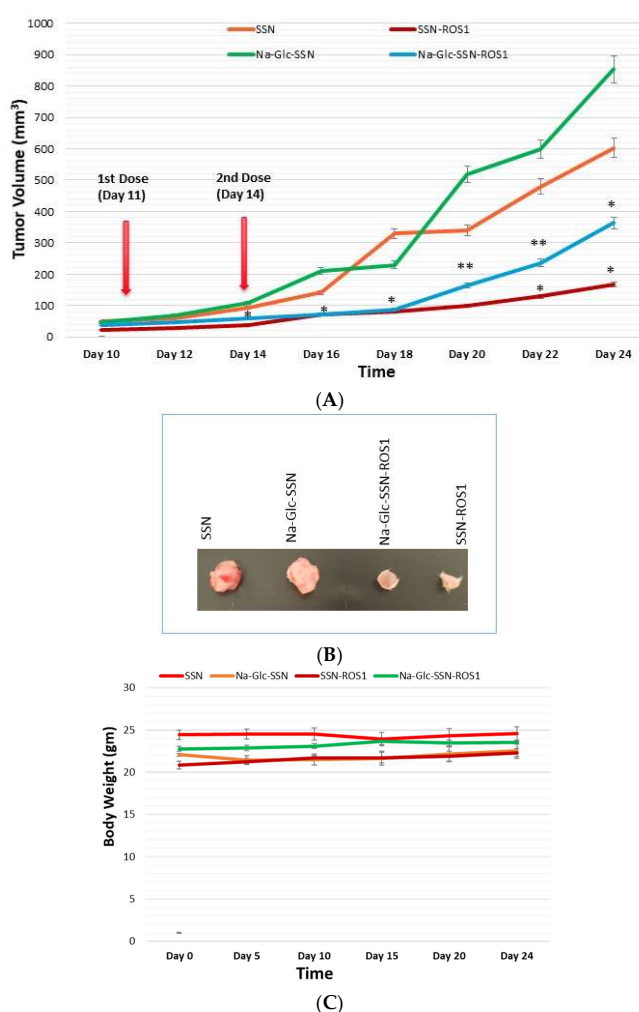 1000
900
800
700
600
500
400
300
200
100
0
Tumor Volume (mm³)
SSN SSN-ROS1
Na-Glc-SSN Na-Glc-SSN-ROS1
1st Dose
(Day 11)
2nd Dose
(Day 14)
* * * ** ** * * *
Day 10 Day 12 Day 14 Day 16 Day 18 Day 20 Day 22 Day 24
Time
(A)
SSN
Na-Glc-SSN
Na-Glc-SSN-ROS1
SSN-ROS1
(B)
SSN Na-Glc-SSN SSN-ROS1 Na-Glc-SSN-ROS1
30
25
20
15
10
5
0
Body Weight (gm)
Day 0 Day 5 Day 10 Day 15 Day 20 Day 24
Time
(C)